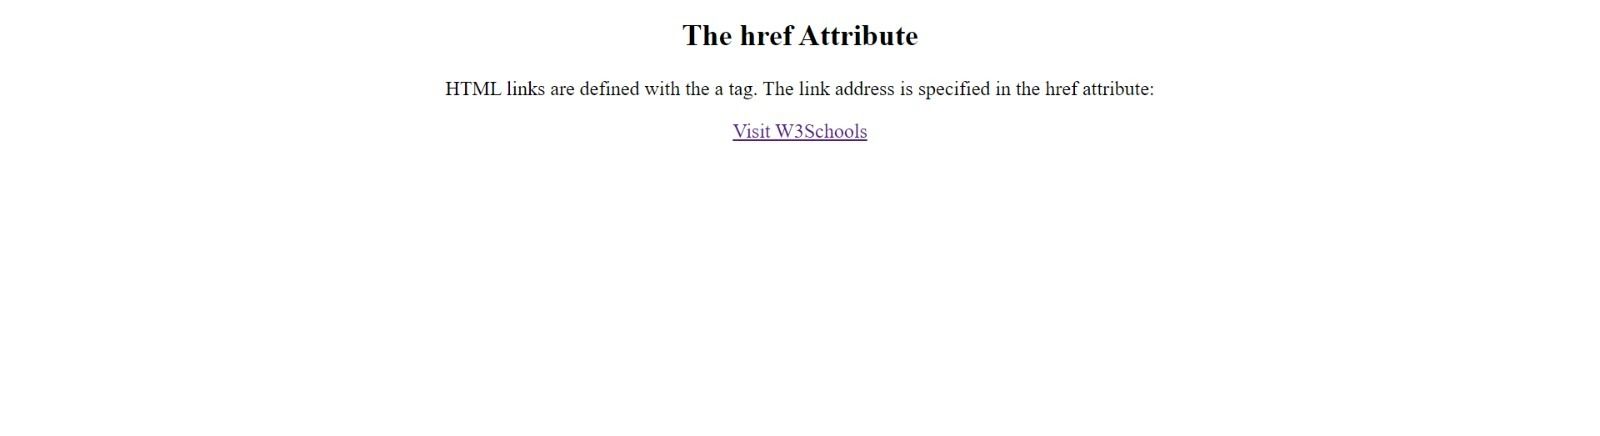 The href Attribute
HTML links are defined with the a tag. The link address is specified in the href attribute:
Visit W3Schools